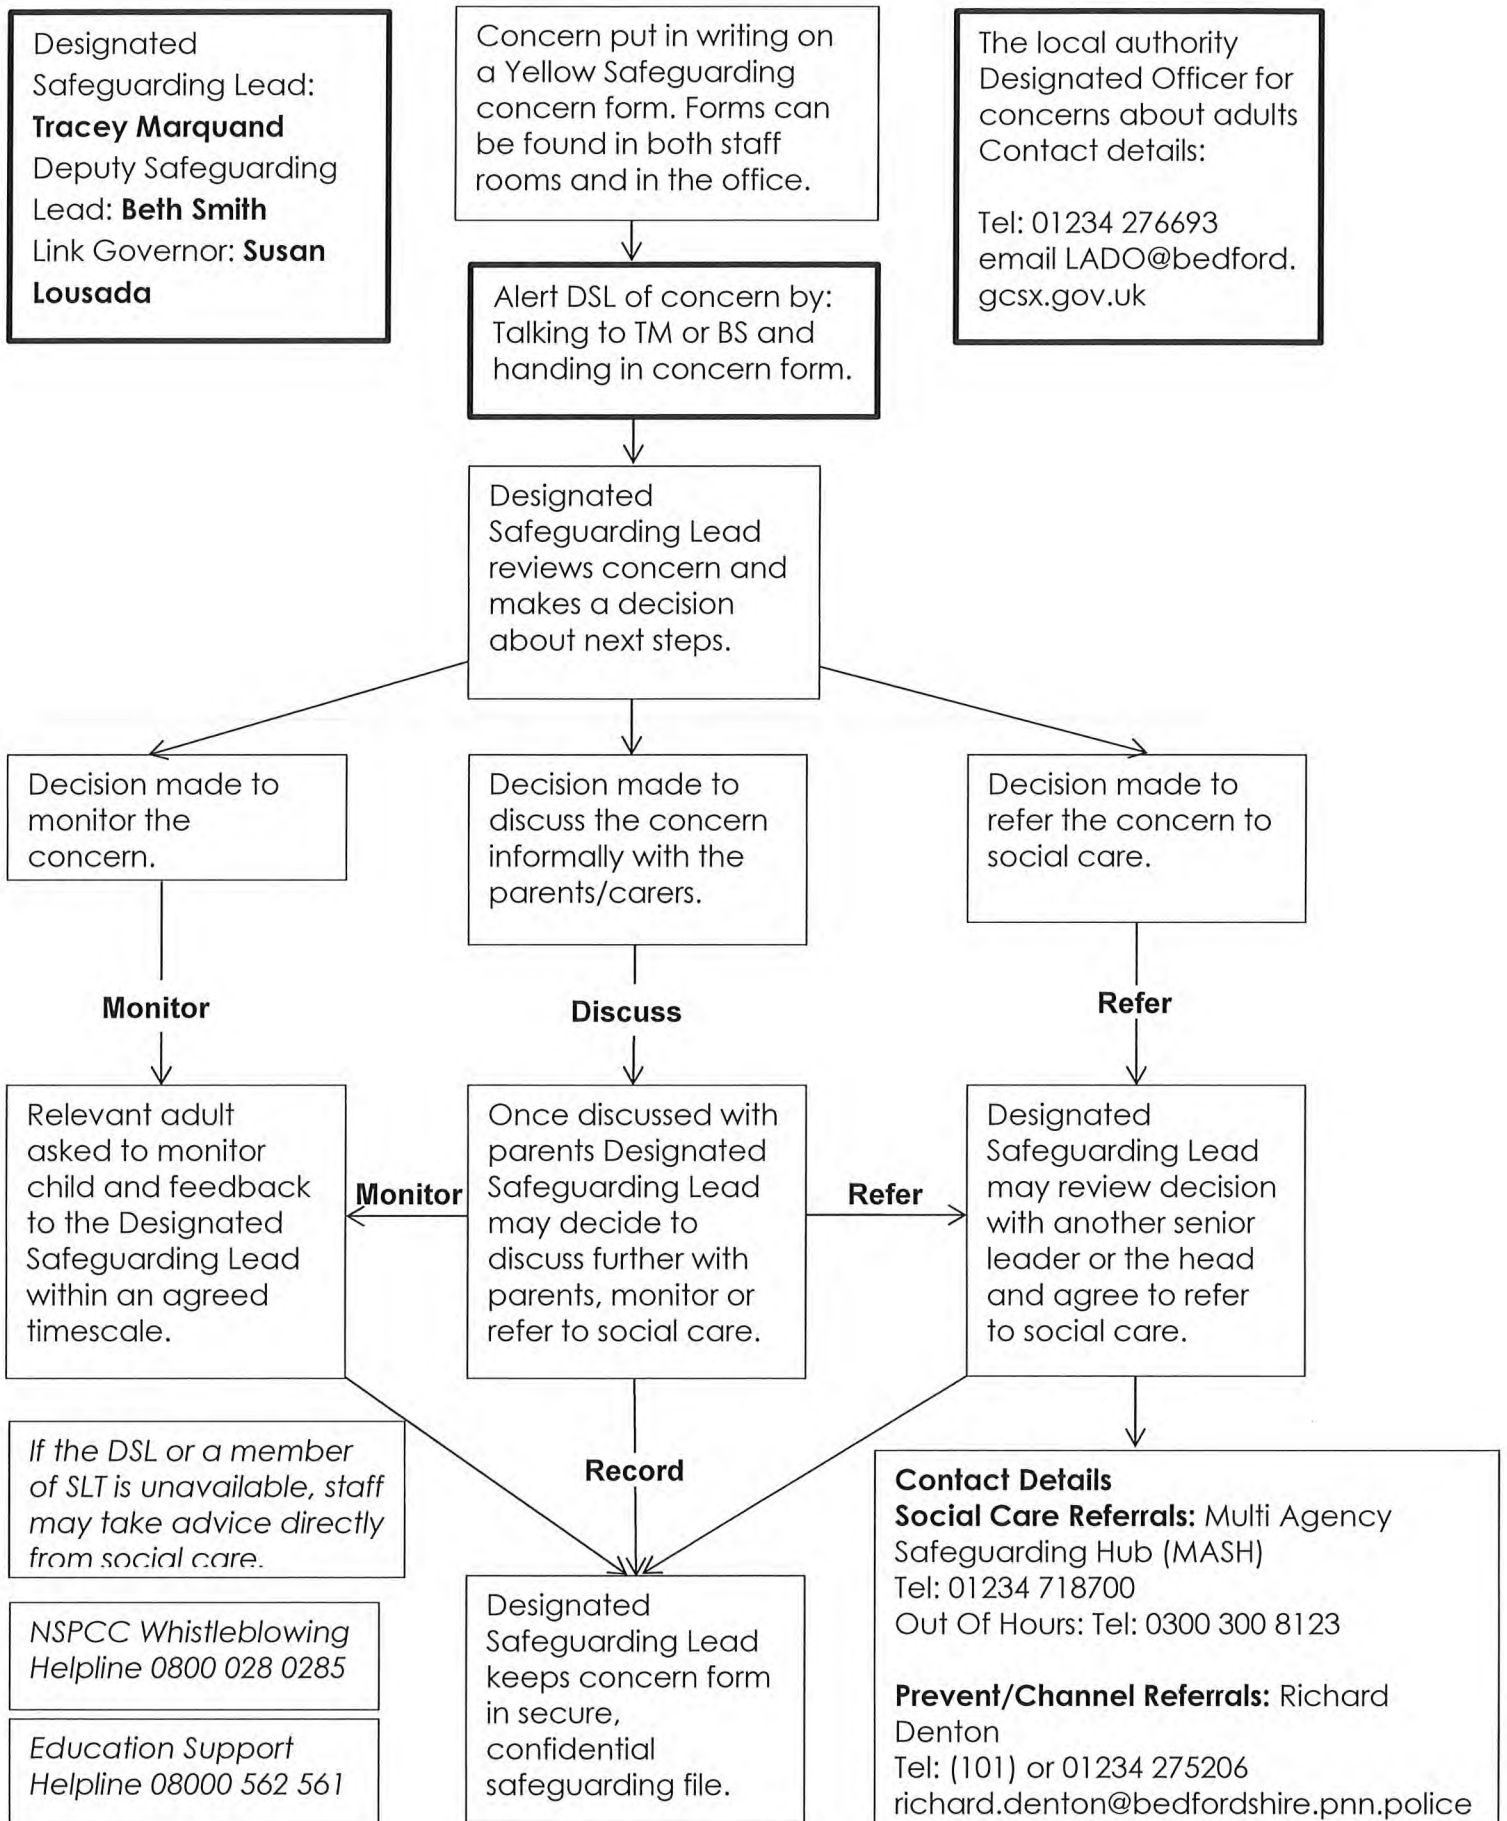 Designated
Safeguarding Lead:
Tracey Marquand
Deputy Safeguarding
Lead: Beth Smith
Link Governor: Susan
Lousada
Concern put in writing on
a Yellow Safeguarding
concern form. Forms can
be found in both staff
rooms and in the office.
The local authority
Designated Officer for
concerns about adults
Contact details:
Tel: 01234 276693
email LADO@bedford.
gcsx.gov.uk
Alert DSL of concern by:
Talking to TM or BS and
handing in concern form.
Designated
Safeguarding Lead
reviews concern and
makes a decision
about next steps.
Decision made to
monitor the
concern.
Decision made to
discuss the concern
informally with the
parents/carers.
Decision made to
refer the concern to
social care.
Monitor
Discuss
Refer
Relevant adult
asked to monitor
child and feedback
to the Designated
Safeguarding Lead
within an agreed
timescale.
Monitor
Once discussed with
parents Designated
Safeguarding Lead
may decide to
discuss further with
parents, monitor or
refer to social care.
Refer
Designated
Safeguarding Lead
may review decision
with another senior
leader or the head
and agree to refer
to social care.
If the DSL or a member
of SLT is unavailable, staff
may take advice directly
from social care.
Record
NSPCC Whistleblowing
Helpline 0800 028 0285
Education Support
Helpline 08000 562 561
Designated
Safeguarding Lead
keeps concern form
in secure,
confidential
safeguarding file.
Contact Details
Social Care Referrals: Multi Agency
Safeguarding Hub (MASH)
Tel: 01234 718700
Out Of Hours: Tel: 0300 300 8123
Prevent/Channel Referrals: Richard
Denton
Tel: (101) or 01234 275206
richard.denton@bedfordshire.pnn.police